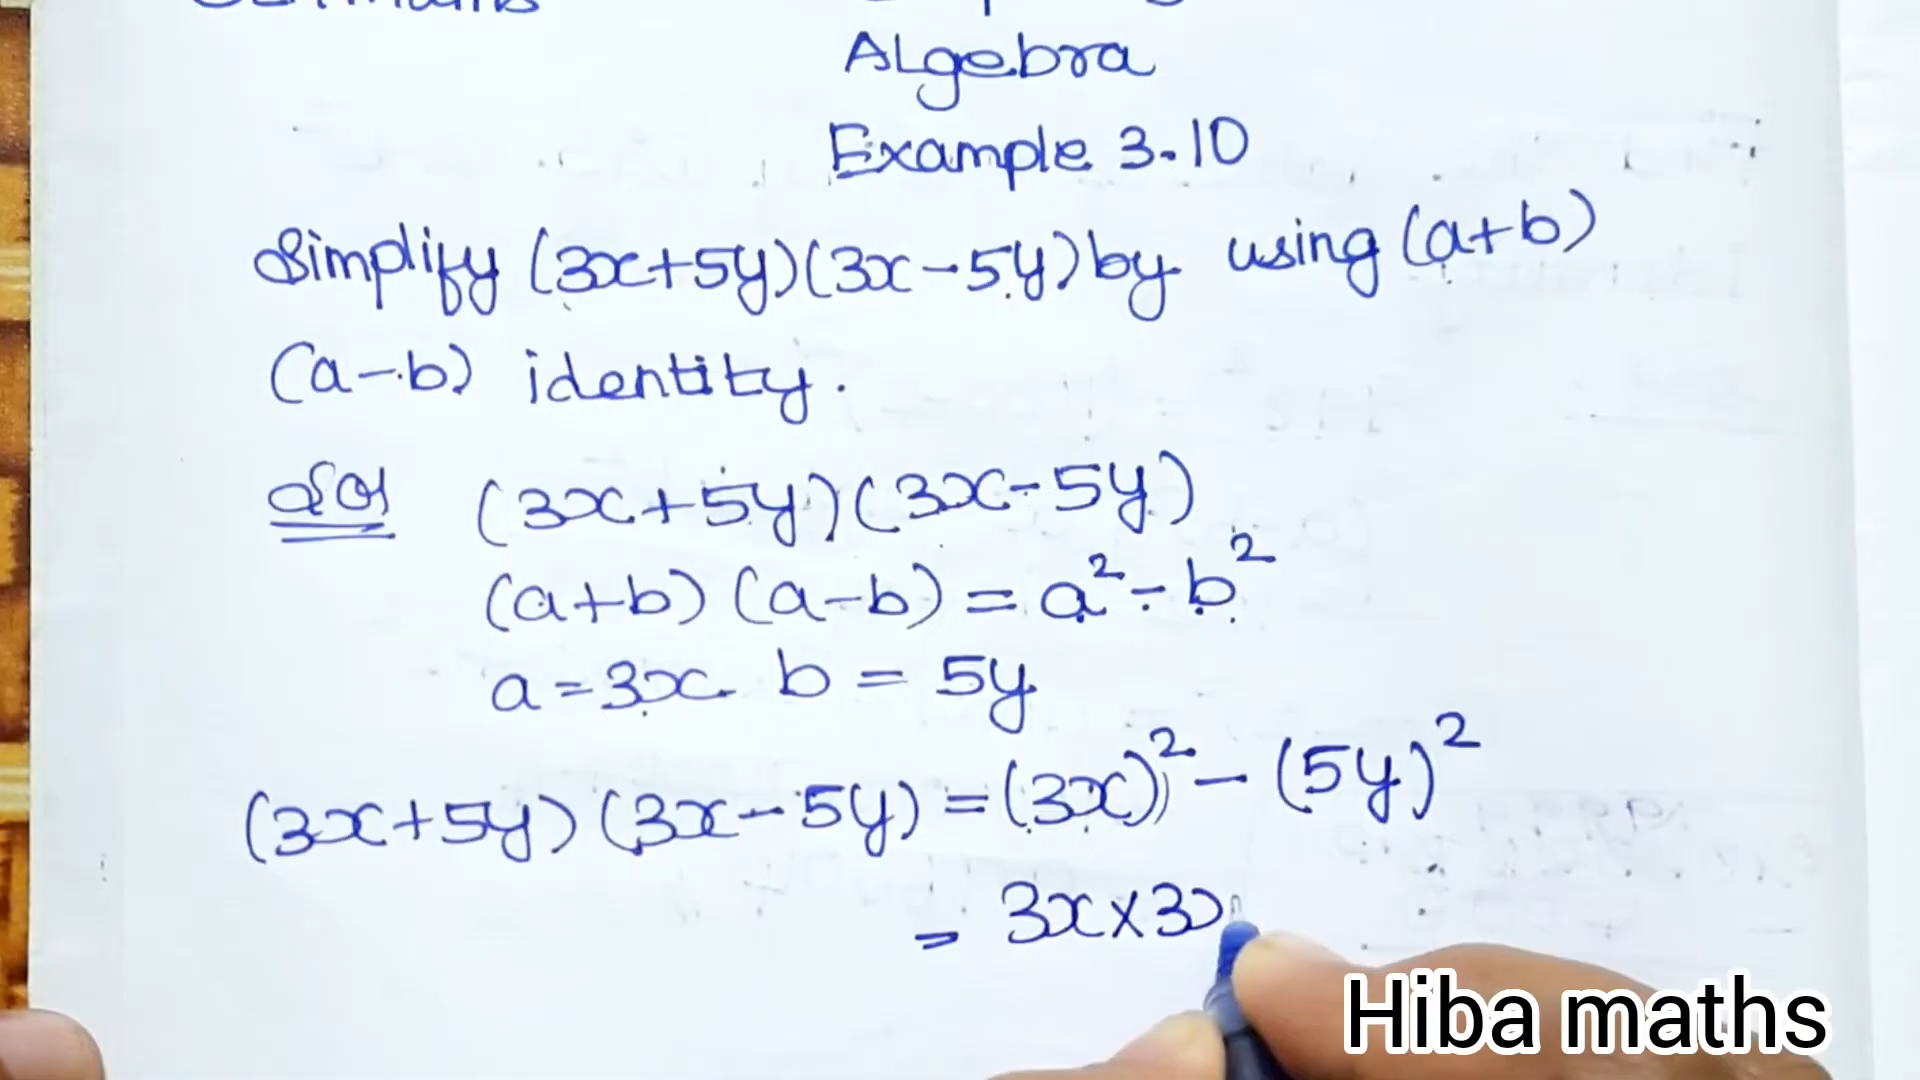 ALgebra
Example 3.10
Simplify (3x+5y)(3x-5y) by using (a+b)
(a-b) identity.
Sol (3x+5y)(3x-5y)
(a+b) (a-b) = a² - b²
a = 3x b = 5y
(3x+5y)(3x-5y) = (3x)² - (5y)²
= 3x × 3x
Hiba maths